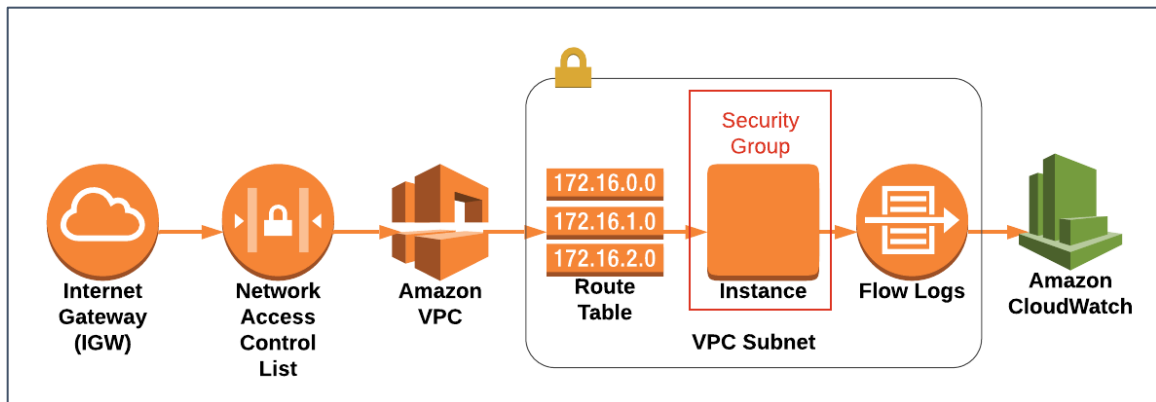 Internet
Gateway
(IGW)
Network
Access
Control
List
Amazon
VPC
172.16.0.0
172.16.1.0
172.16.2.0
Route
Table
Security
Group
Instance
Flow Logs
VPC Subnet
Amazon
CloudWatch